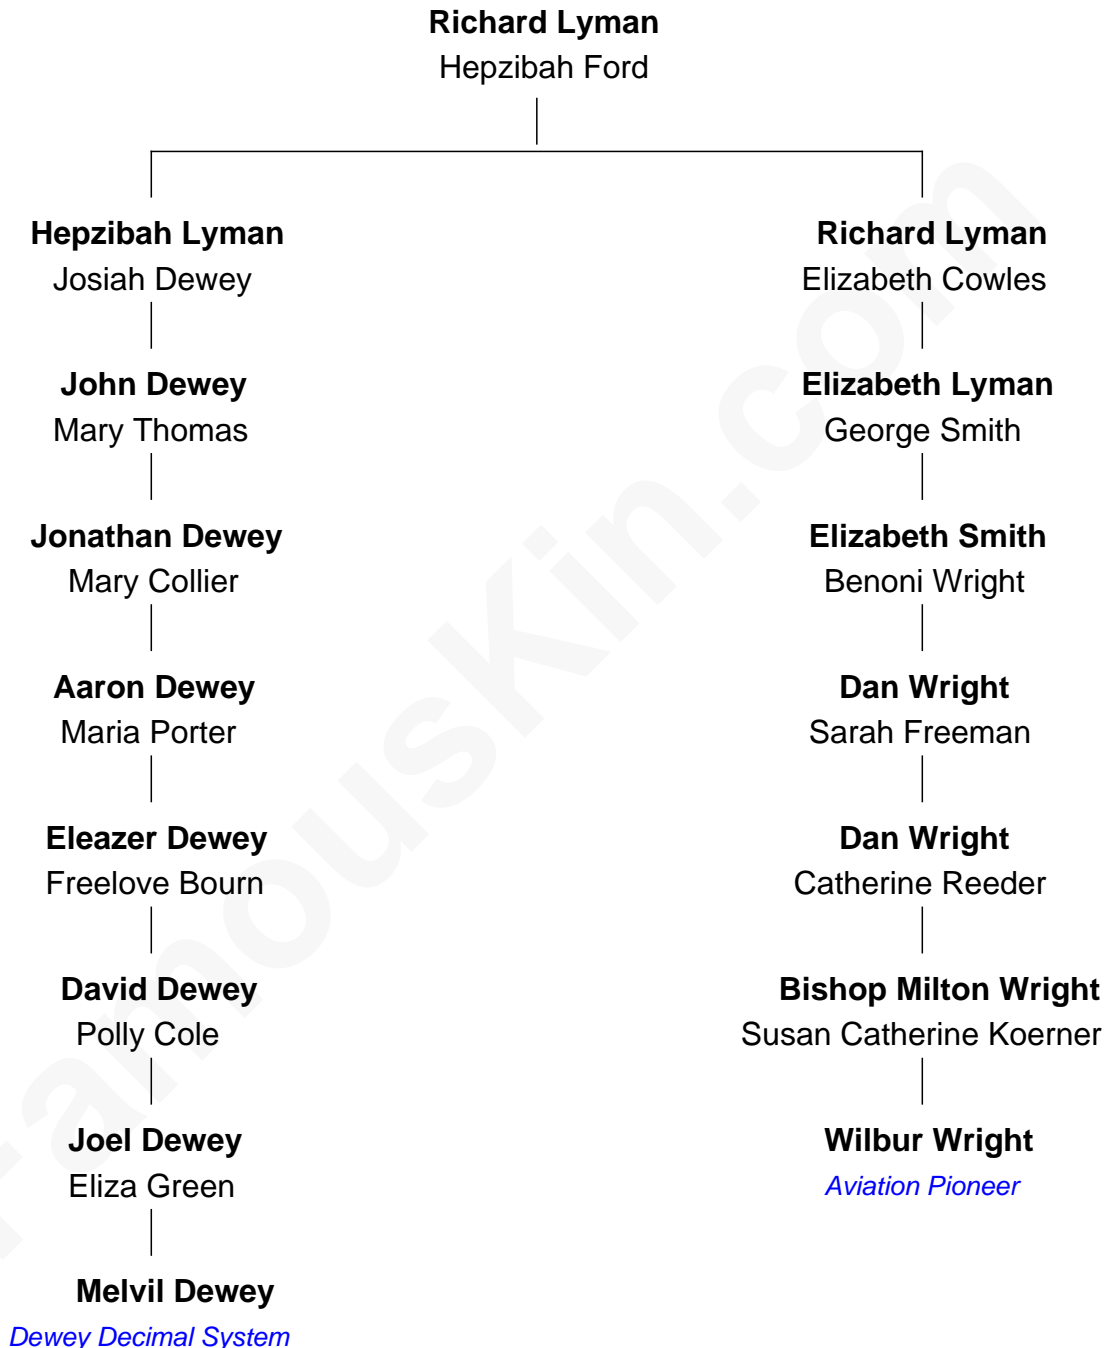 Richard Lyman
Hepzibah Ford
Hepzibah Lyman
Josiah Dewey
Richard Lyman
Elizabeth Cowles
John Dewey
Mary Thomas
Elizabeth Lyman
George Smith
Jonathan Dewey
Mary Collier
Elizabeth Smith
Benoni Wright
Aaron Dewey
Maria Porter
Dan Wright
Sarah Freeman
Eleazer Dewey
Freelove Bourn
Dan Wright
Catherine Reeder
David Dewey
Polly Cole
Bishop Milton Wright
Susan Catherine Koerner
Joel Dewey
Eliza Green
Wilbur Wright
Aviation Pioneer
Melvil Dewey
Dewey Decimal System
FamousKin.com